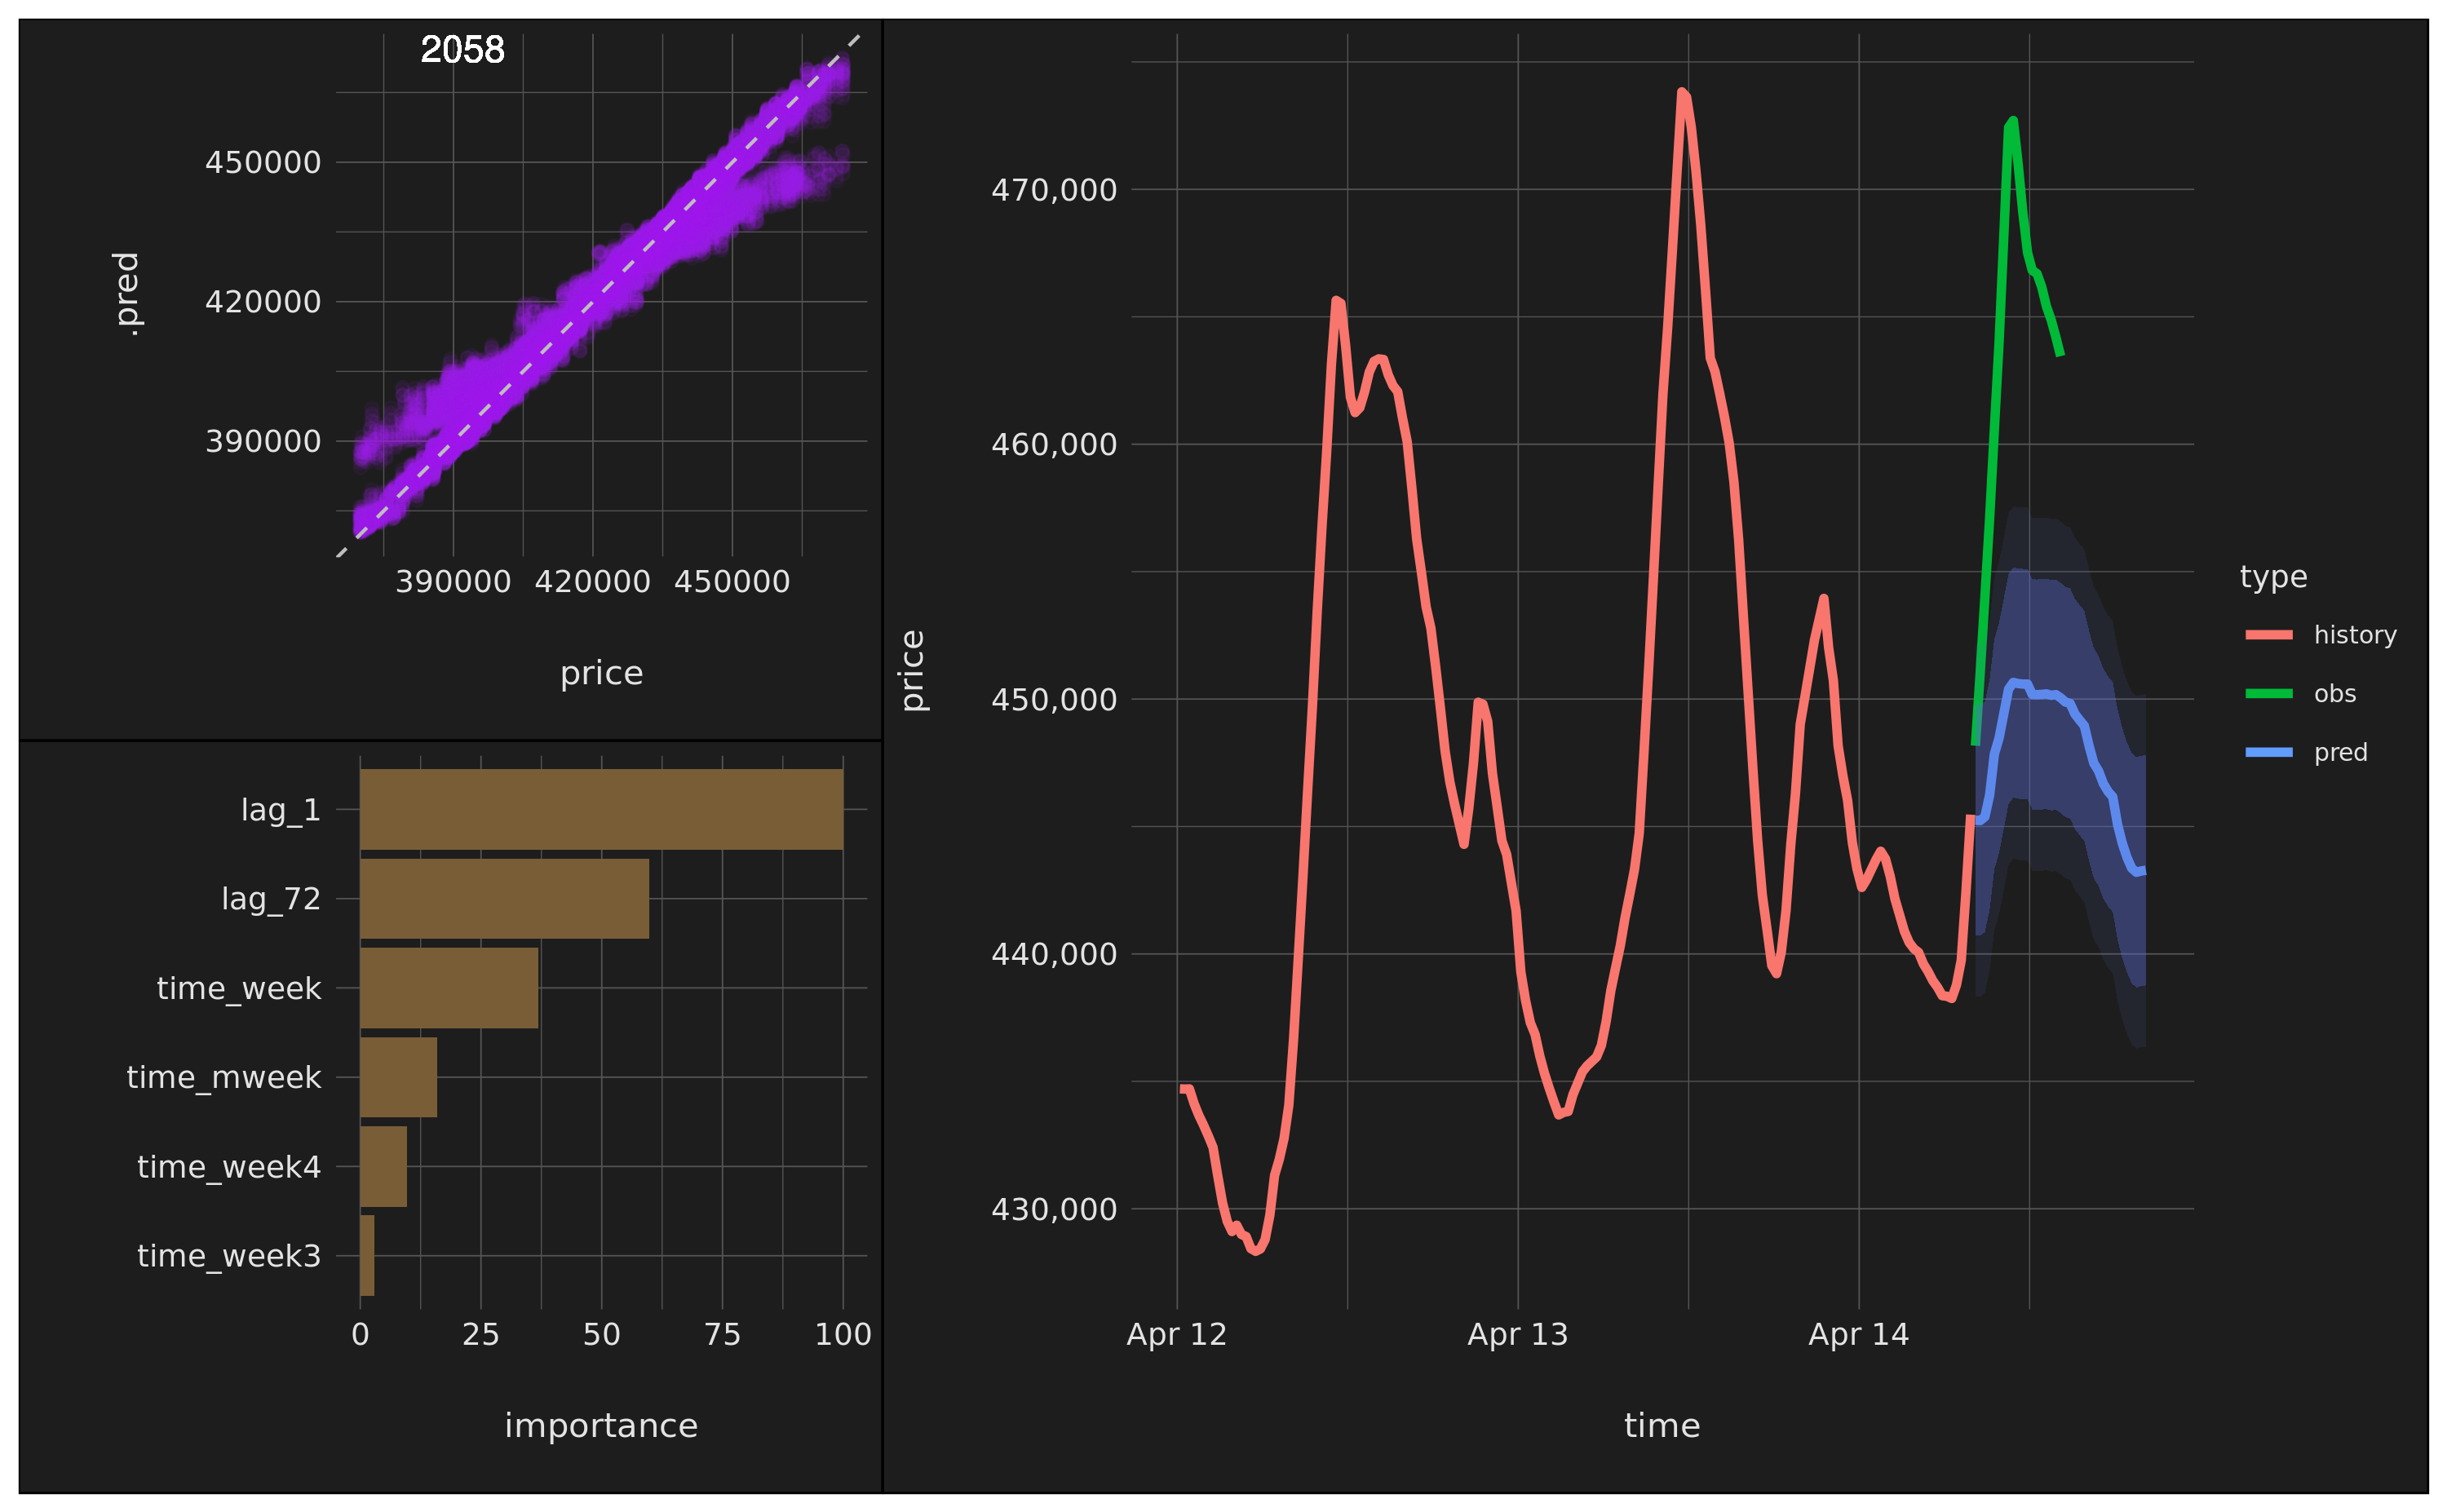 2058
.pred
450000
420000
390000
390000 420000 450000
price
lag_1
lag_72
time_week
time_mweek
time_week4
time_week3
0 25 50 75 100
importance
price
470,000
460,000
450,000
440,000
430,000
Apr 12 Apr 13 Apr 14
time
type
history
obs
pred